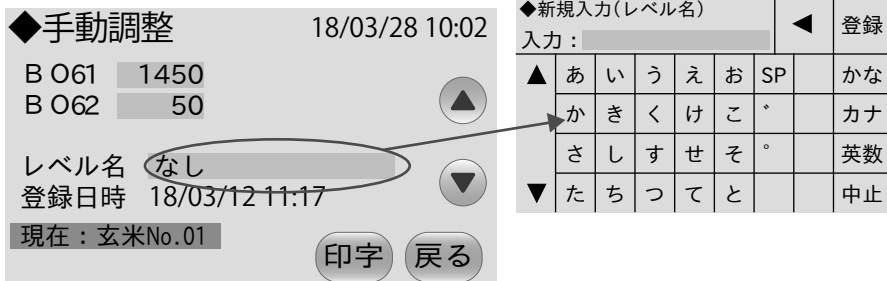 ◆手動調整 18/03/28 10:02
B O61 1450
B O62 50
レベル名 なし
登録日時 18/03/12 11:17
現在：玄米No.01
印字 戻る
◆新規入力(レベル名)
入力：
◀ 登録
▲ あ い う え お SP かな
か き く け こ ゛ カナ
さ し す せ そ ゜ 英数
▼ た ち つ て と 中止